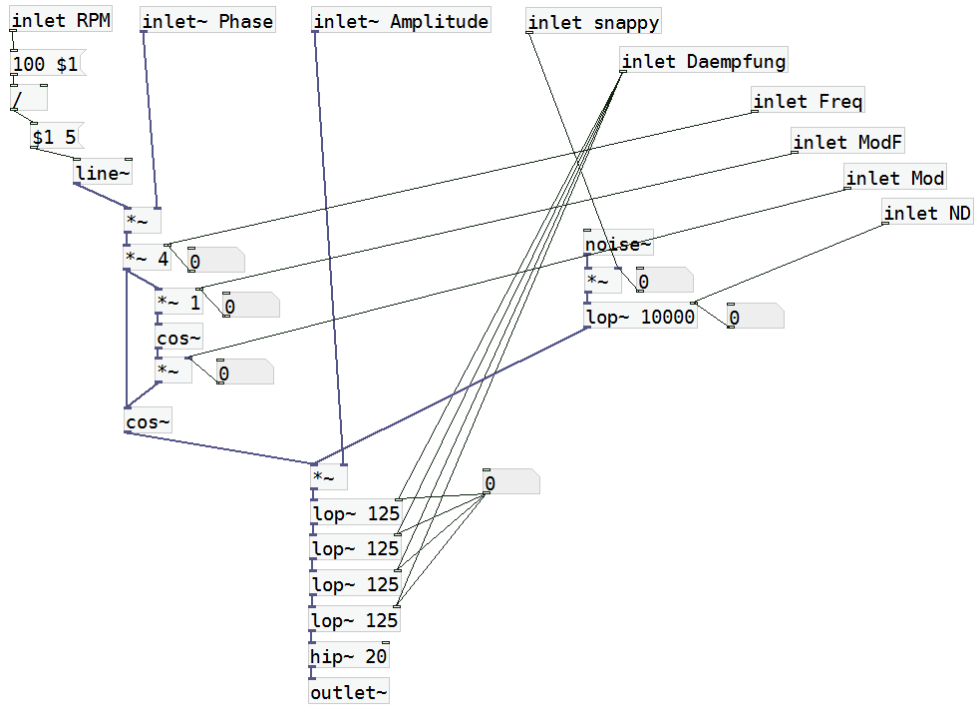 inlet RPM
inlet~ Phase
inlet~ Amplitude
inlet snappy
inlet Daempfung
100 $1
/
inlet Freq
$1 5
inlet ModF
line~
inlet Mod
inlet ND
*~
noise~
*~ 4
0
*~
0
*~ 1
0
lop~ 10000
0
cos~
*~
0
cos~
*~
0
lop~ 125
lop~ 125
lop~ 125
lop~ 125
hip~ 20
outlet~